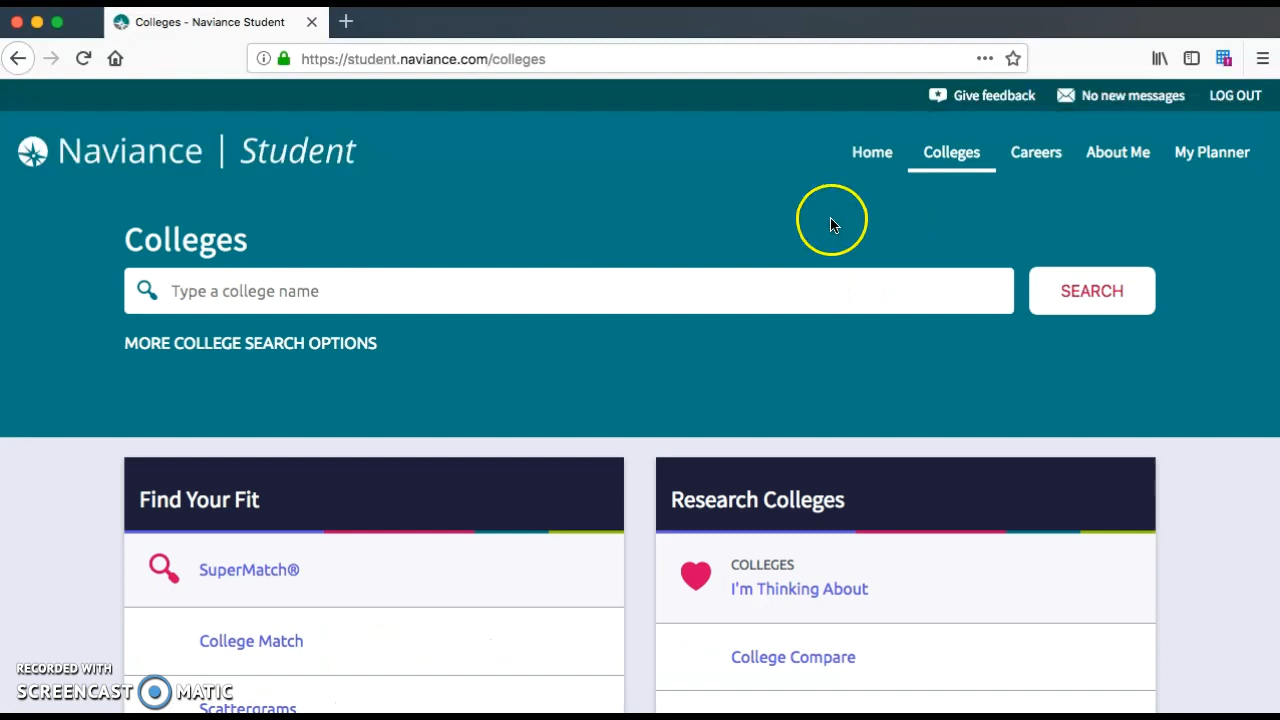 Colleges - Naviance Student
https://student.naviance.com/colleges
Give feedback
No new messages
LOG OUT
Naviance | Student
Home
Colleges
Careers
About Me
My Planner
Colleges
Type a college name
SEARCH
MORE COLLEGE SEARCH OPTIONS
Find Your Fit
SuperMatch®
College Match
Scattergrams
Research Colleges
COLLEGES
I'm Thinking About
College Compare
RECORDED WITH
SCREENCAST MATIC